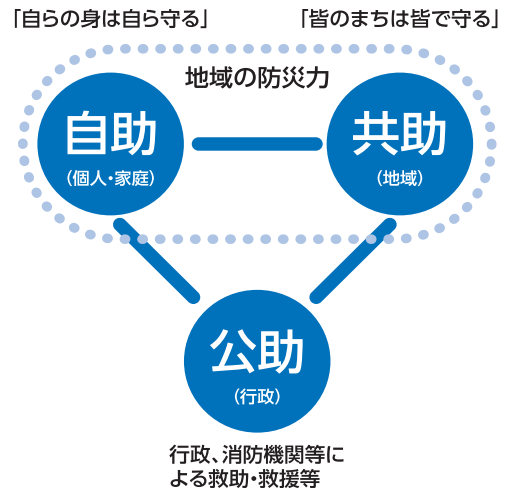 「自らの身は自ら守る」
「皆のまちは皆で守る」
地域の防災力
自助
（個人・家庭）
共助
（地域）
公助
（行政）
行政、消防機関等に
よる救助・救援等